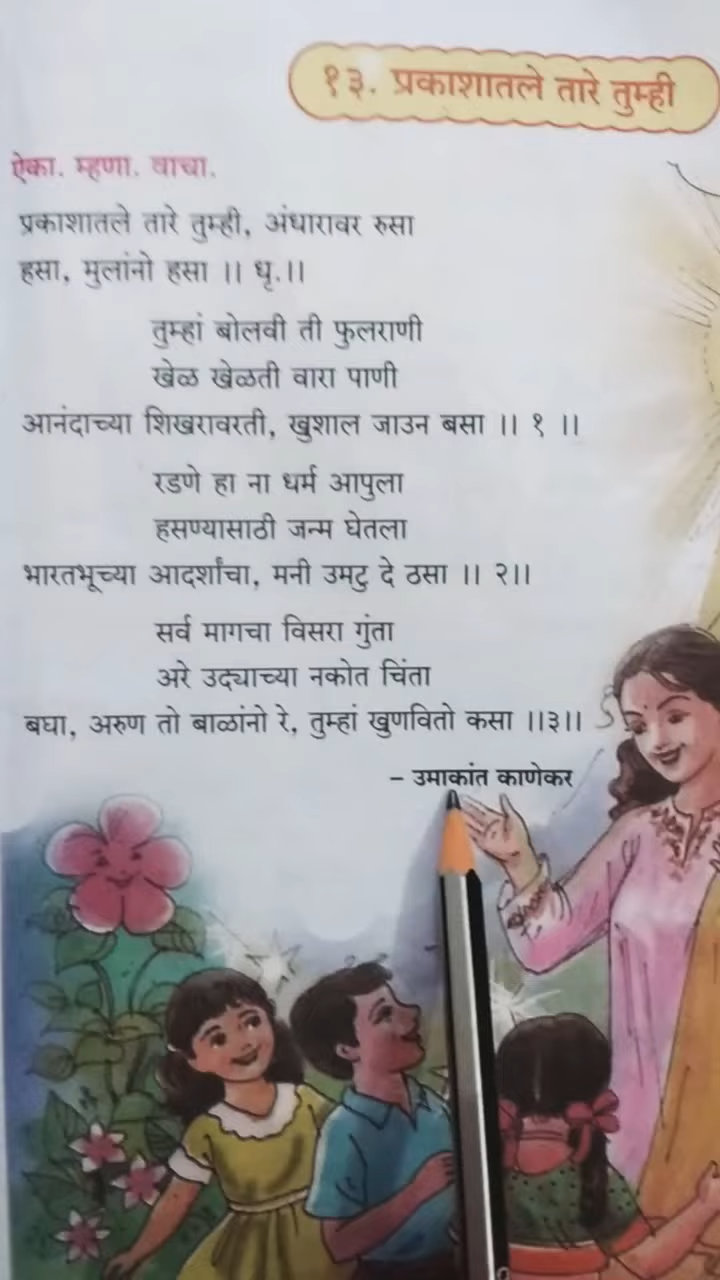 १३. प्रकाशातले तारे तुम्ही
ऐका. म्हणा. वाचा.
प्रकाशातले तारे तुम्ही, अंधारावर रुसा
हसा, मुलांनो हसा ।। धृ.।।
तुम्हां बोलवी ती फुलराणी
खेळ खेळती वारा पाणी
आनंदाच्या शिखरावरती, खुशाल जाउन बसा ।। १ ।।
रडणे हा ना धर्म आपुला
हसण्यासाठी जन्म घेतला
भारतभूच्या आदर्शांचा, मनी उमटु दे ठसा ।। २।।
सर्व मागचा विसरा गुंता
अरे उद्याच्या नकोत चिंता
बघा, अरुण तो बाळांनो रे, तुम्हां खुणवितो कसा ।।३।।
– उमाकांत काणेकर